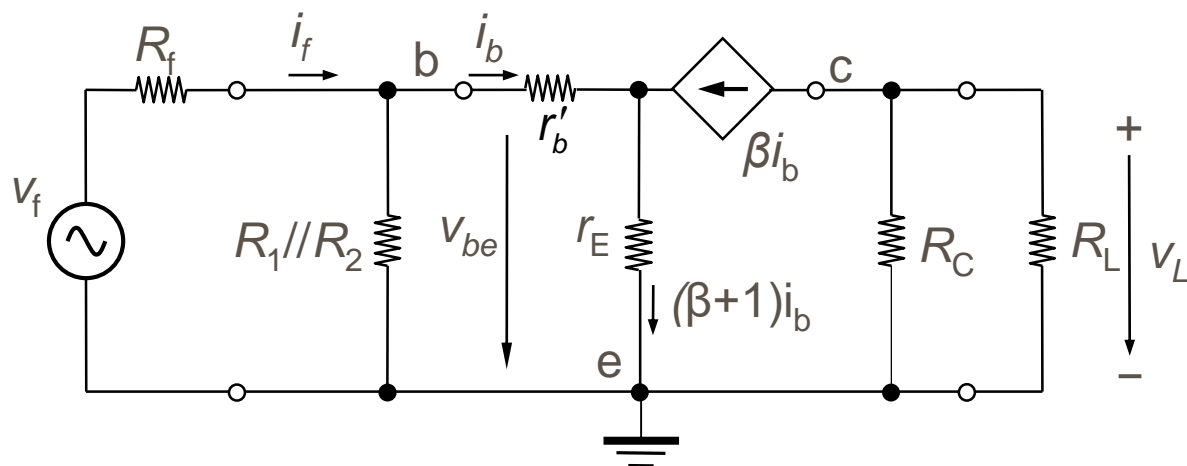 R_f
i_f
b
i_b
c
r'_b
βi_b
+
v_f
R_1//R_2
v_be
r_E
R_C
R_L
v_L
(β+1)i_b
e
−